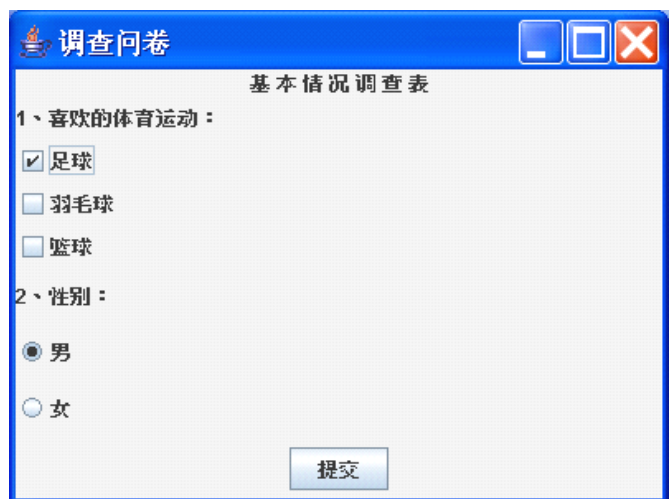 调查问卷
基本情况调查表
1、喜欢的体育运动：
足球
羽毛球
篮球
2、性别：
男
女
提交